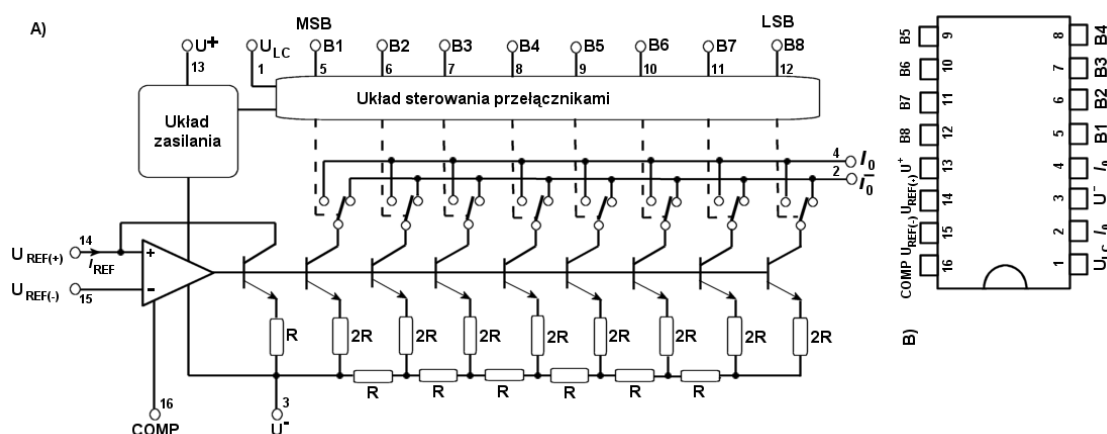 A)
MSB
LSB
U+
13
U LC
1
B1
5
B2
6
B3
7
B4
8
B5
9
B6
10
B7
11
B8
12
Układ sterowania przełącznikami
Układ
zasilania
4
I0
2
I0
U REF(+)
14
IREF
+
U REF(-)
15
-
R
2R
2R
2R
2R
2R
2R
2R
2R
R
R
R
R
R
R
16
COMP
3
U-
B)
B5
9
B6
10
B7
11
B8
12
U+
13
UREF(+)
14
UREF(-)
15
COMP
16
8
B4
7
B3
6
B2
5
B1
4
I0
3
U-
2
I0
1
ULC